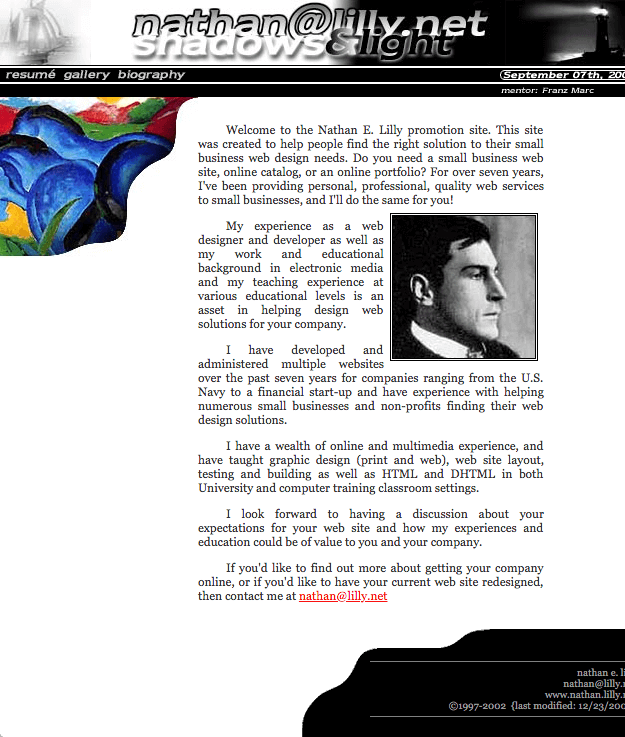 nathan@lilly.net
shadows&light
resumé gallery biography
September 07th, 200
mentor: Franz Marc
Welcome to the Nathan E. Lilly promotion site. This site
was created to help people find the right solution to their small
business web design needs. Do you need a small business web
site, online catalog, or an online portfolio? For over seven years,
I've been providing personal, professional, quality web services
to small businesses, and I'll do the same for you!
My experience as a web
designer and developer as well as
my work and educational
background in electronic media
and my teaching experience at
various educational levels is an
asset in helping design web
solutions for your company.
I have developed and
administered multiple websites
over the past seven years for companies ranging from the U.S.
Navy to a financial start-up and have experience with helping
numerous small businesses and non-profits finding their web
design solutions.
I have a wealth of online and multimedia experience, and
have taught graphic design (print and web), web site layout,
testing and building as well as HTML and DHTML in both
University and computer training classroom settings.
I look forward to having a discussion about your
expectations for your web site and how my experiences and
education could be of value to you and your company.
If you'd like to find out more about getting your company
online, or if you'd like to have your current web site redesigned,
then contact me at nathan@lilly.net
nathan e. li
nathan@lilly.
www.nathan.lilly.
©1997-2002 {last modified: 12/23/200